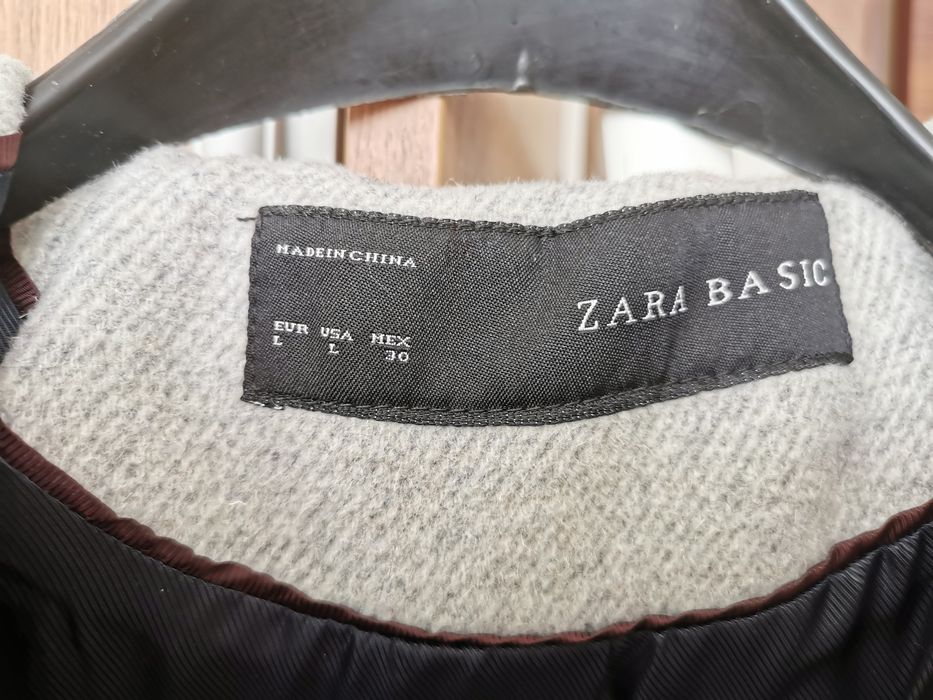 MADE IN CHINA
ZARA BASIC
EUR USA MEX
L L 30